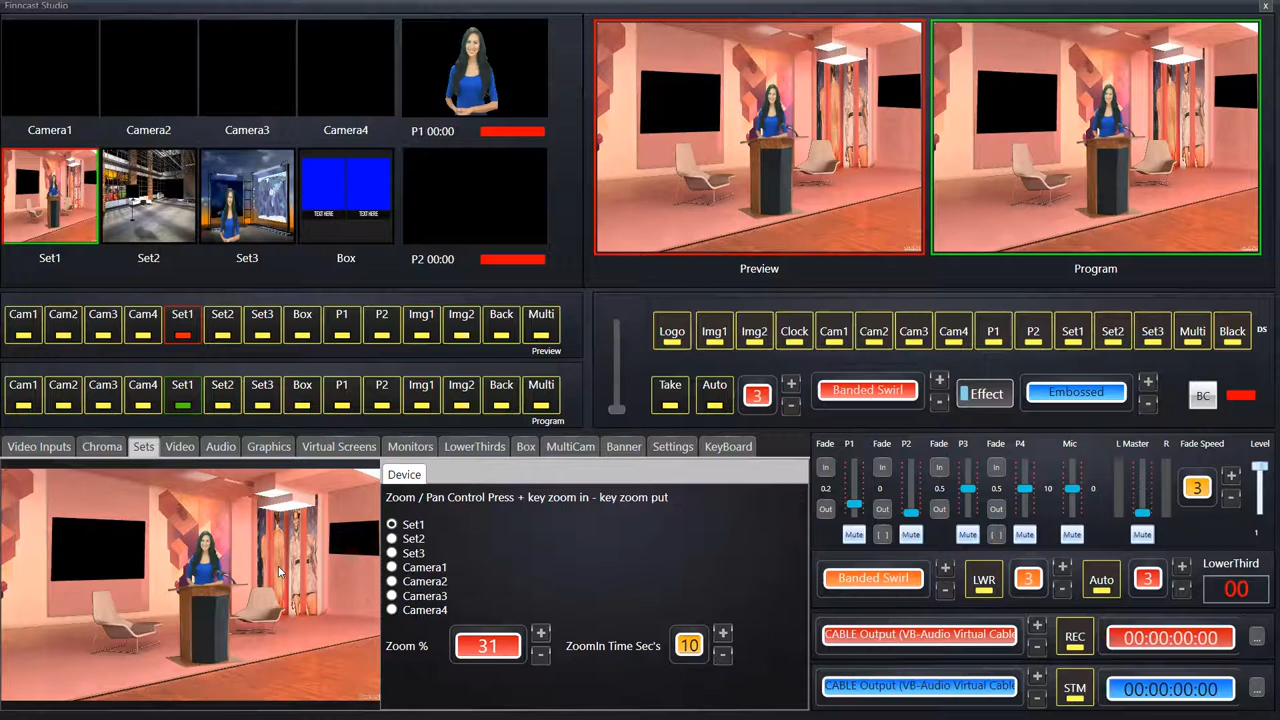 Finncast Studio
x
Camera1
Camera2
Camera3
Camera4
P1 00:00
TEXT HERE TEXT HERE
Set1
Set2
Set3
Box
P2 00:00
Preview
Program
Cam1 Cam2 Cam3 Cam4 Set1 Set2 Set3 Box P1 P2 Img1 Img2 Back Multi
Preview
Cam1 Cam2 Cam3 Cam4 Set1 Set2 Set3 Box P1 P2 Img1 Img2 Back Multi
Program
Logo Img1 Img2 Clock Cam1 Cam2 Cam3 Cam4 P1 P2 Set1 Set2 Set3 Multi Black DS
Take Auto 3 + - Banded Swirl + - Effect Embossed + - BC
Video Inputs Chroma Sets Video Audio Graphics Virtual Screens Monitors LowerThirds Box MultiCam Banner Settings KeyBoard
Device
Zoom / Pan Control Press + key zoom in - key zoom put
Set1
Set2
Set3
Camera1
Camera2
Camera3
Camera4
Zoom % 31 + - ZoomIn Time Sec's 10 + -
Fade P1 Fade P2 Fade P3 Fade P4 Mic L Master R Fade Speed Level
In In In In
0.2 0 0.5 0.5 10 0 3 + -
Out Out Out Out
Mute [ ] Mute Mute [ ] Mute Mute Mute 1
Banded Swirl + - LWR 3 + - Auto 3 + - LowerThird
00
CABLE Output (VB-Audio Virtual Cable + - REC 00:00:00:00 ...
CABLE Output (VB-Audio Virtual Cable + - STM 00:00:00:00 ...